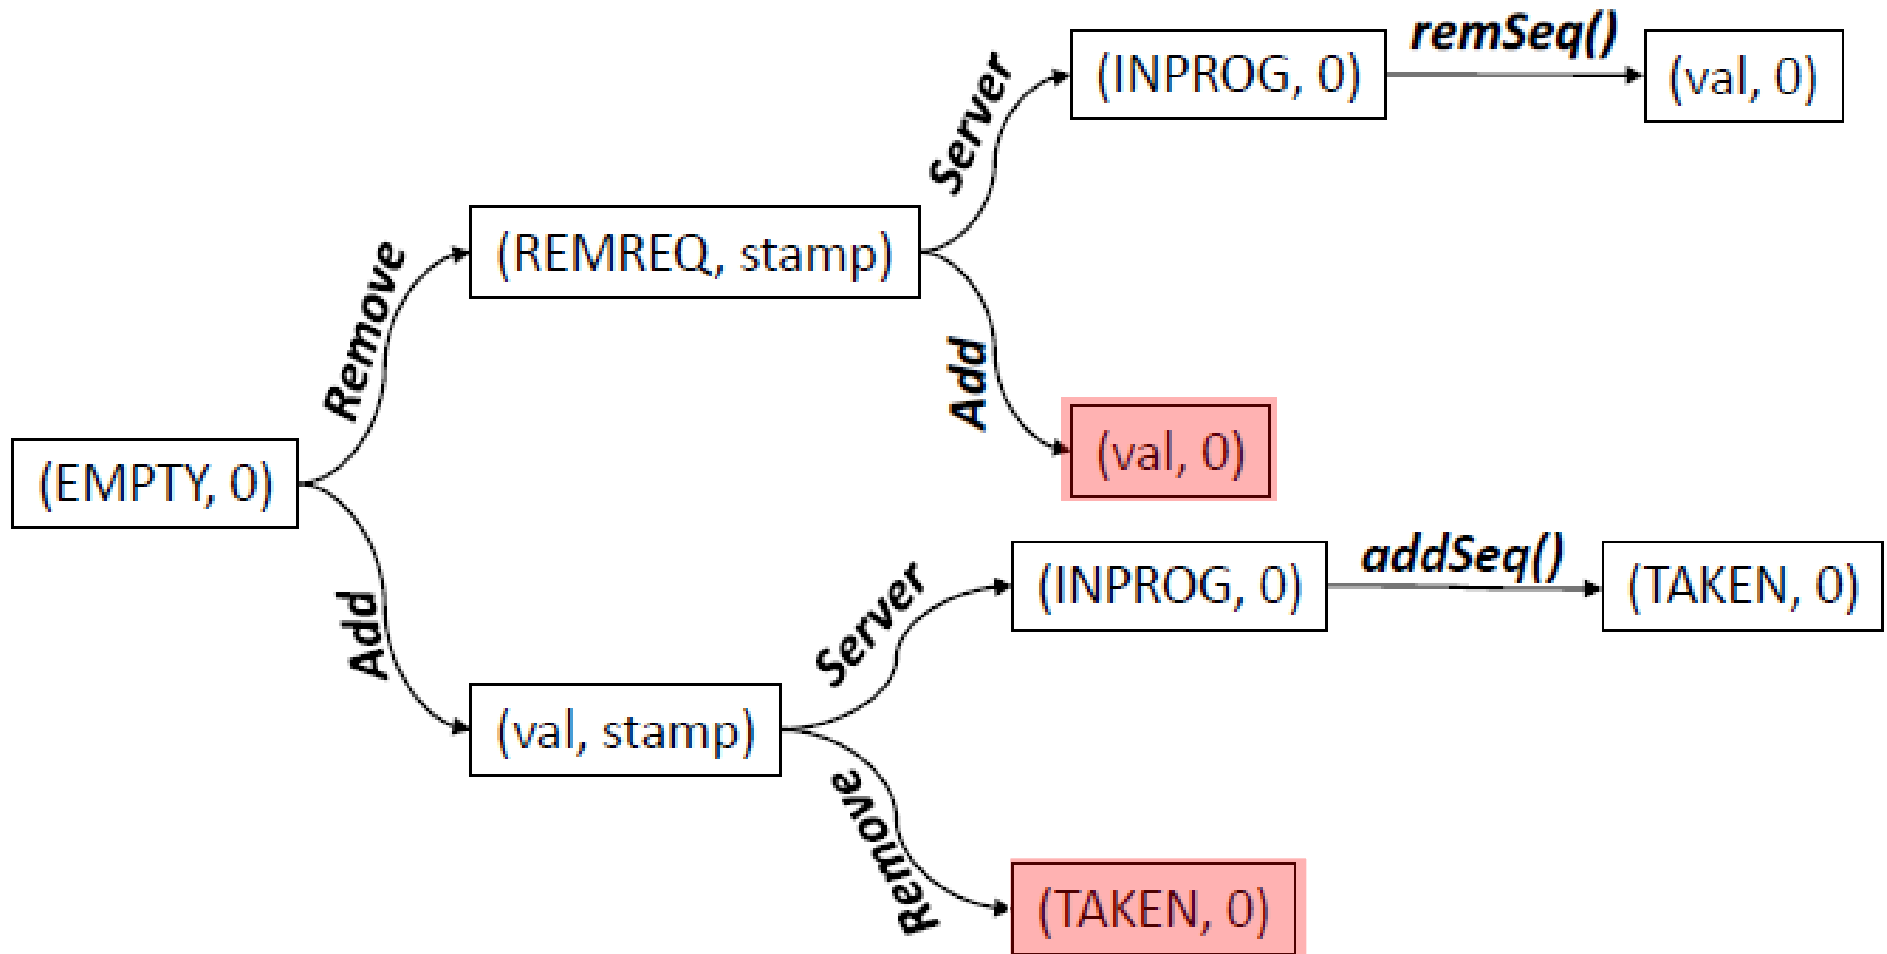 remSeq()
(INPROG, 0)
(val, 0)
Server
(REMREQ, stamp)
Remove
Add
(val, 0)
(EMPTY, 0)
addSeq()
(INPROG, 0)
(TAKEN, 0)
Server
Add
(val, stamp)
Remove
(TAKEN, 0)